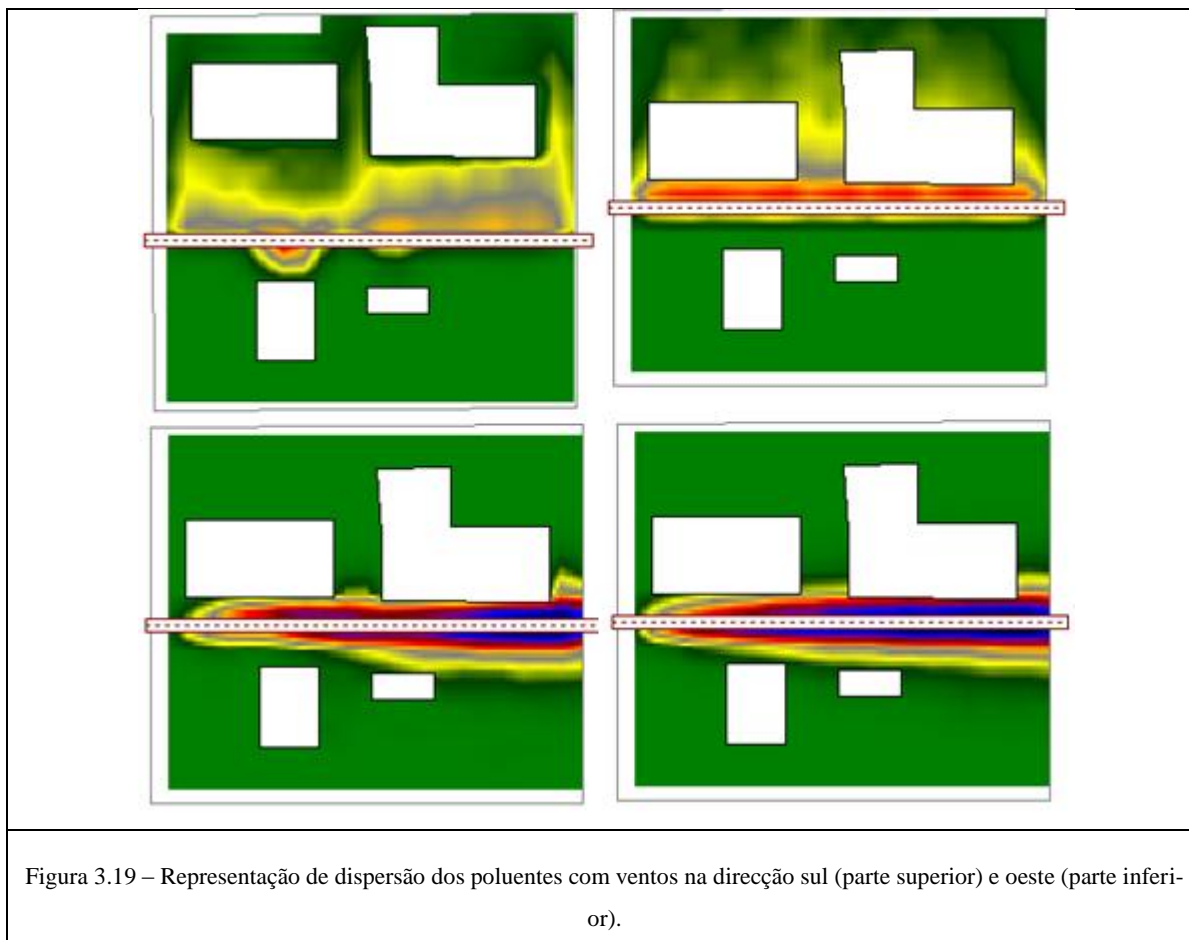 Figura 3.19 – Representação de dispersão dos poluentes com ventos na direcção sul (parte superior) e oeste (parte inferi-
or).